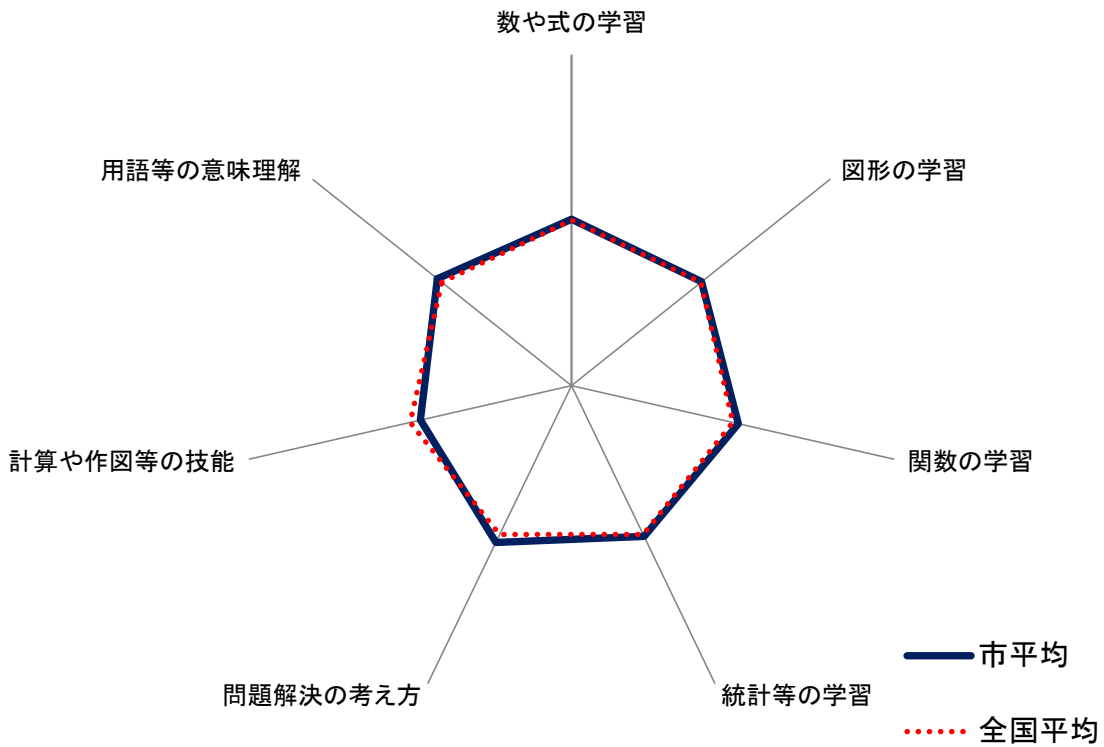 数や式の学習
用語等の意味理解
図形の学習
計算や作図等の技能
関数の学習
問題解決の考え方
統計等の学習
市平均
全国平均